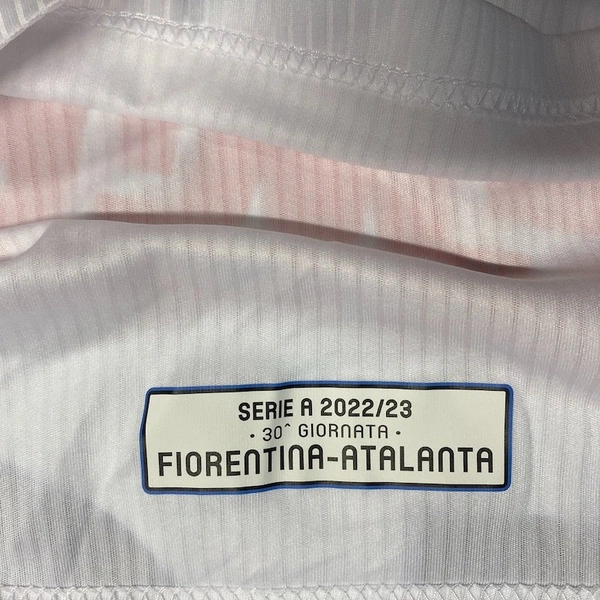 SERIE A 2022/23
· 30^ GIORNATA ·
FIORENTINA-ATALANTA